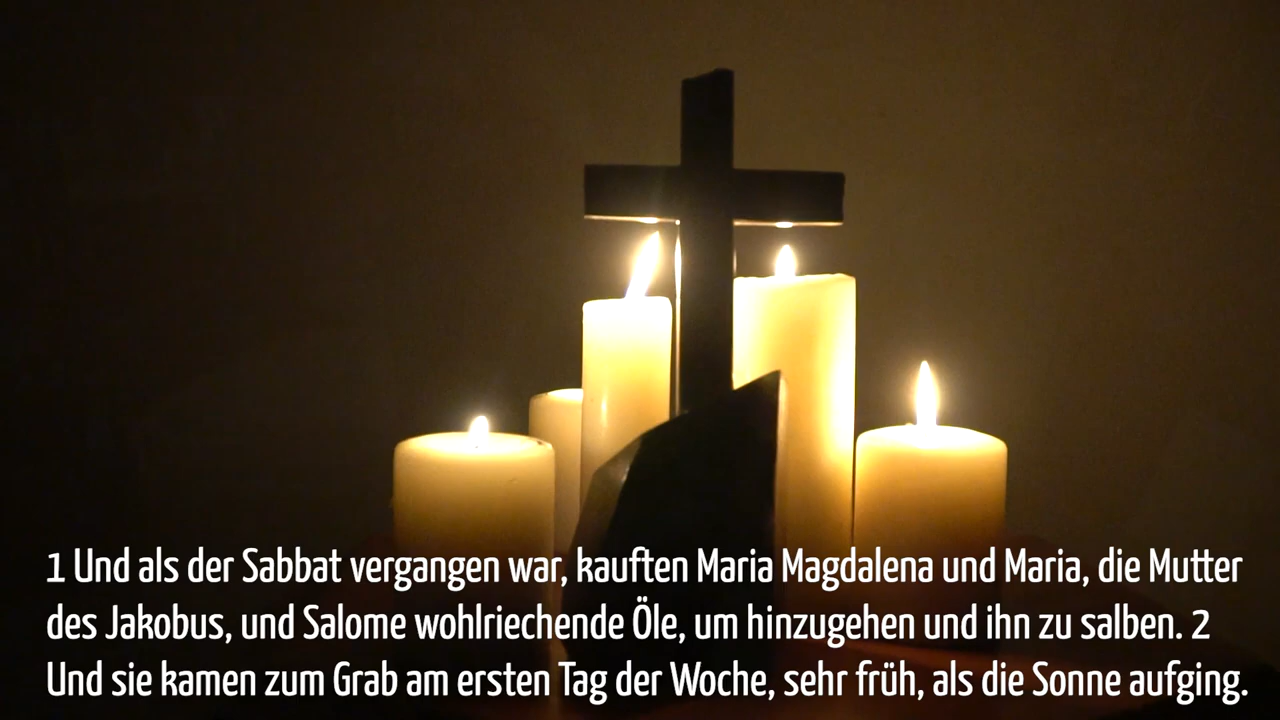 1 Und als der Sabbat vergangen war, kauften Maria Magdalena und Maria, die Mutter
des Jakobus, und Salome wohlriechende Öle, um hinzugehen und ihn zu salben. 2
Und sie kamen zum Grab am ersten Tag der Woche, sehr früh, als die Sonne aufging.